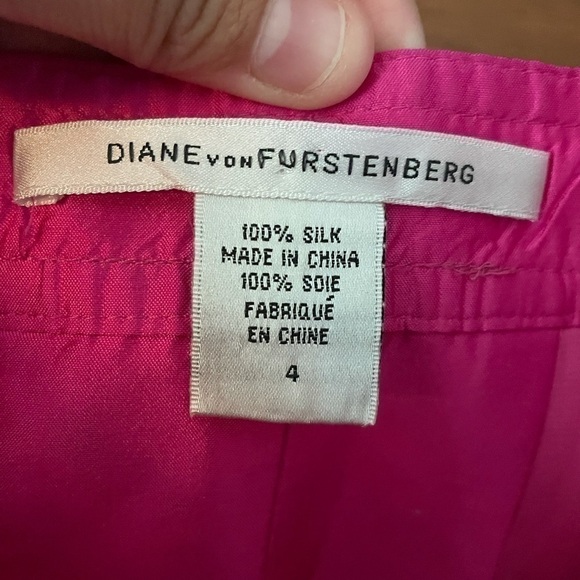 DIANE VON FURSTENBERG
100% SILK
MADE IN CHINA
100% SOIE
FABRIQUÉ
EN CHINE
4